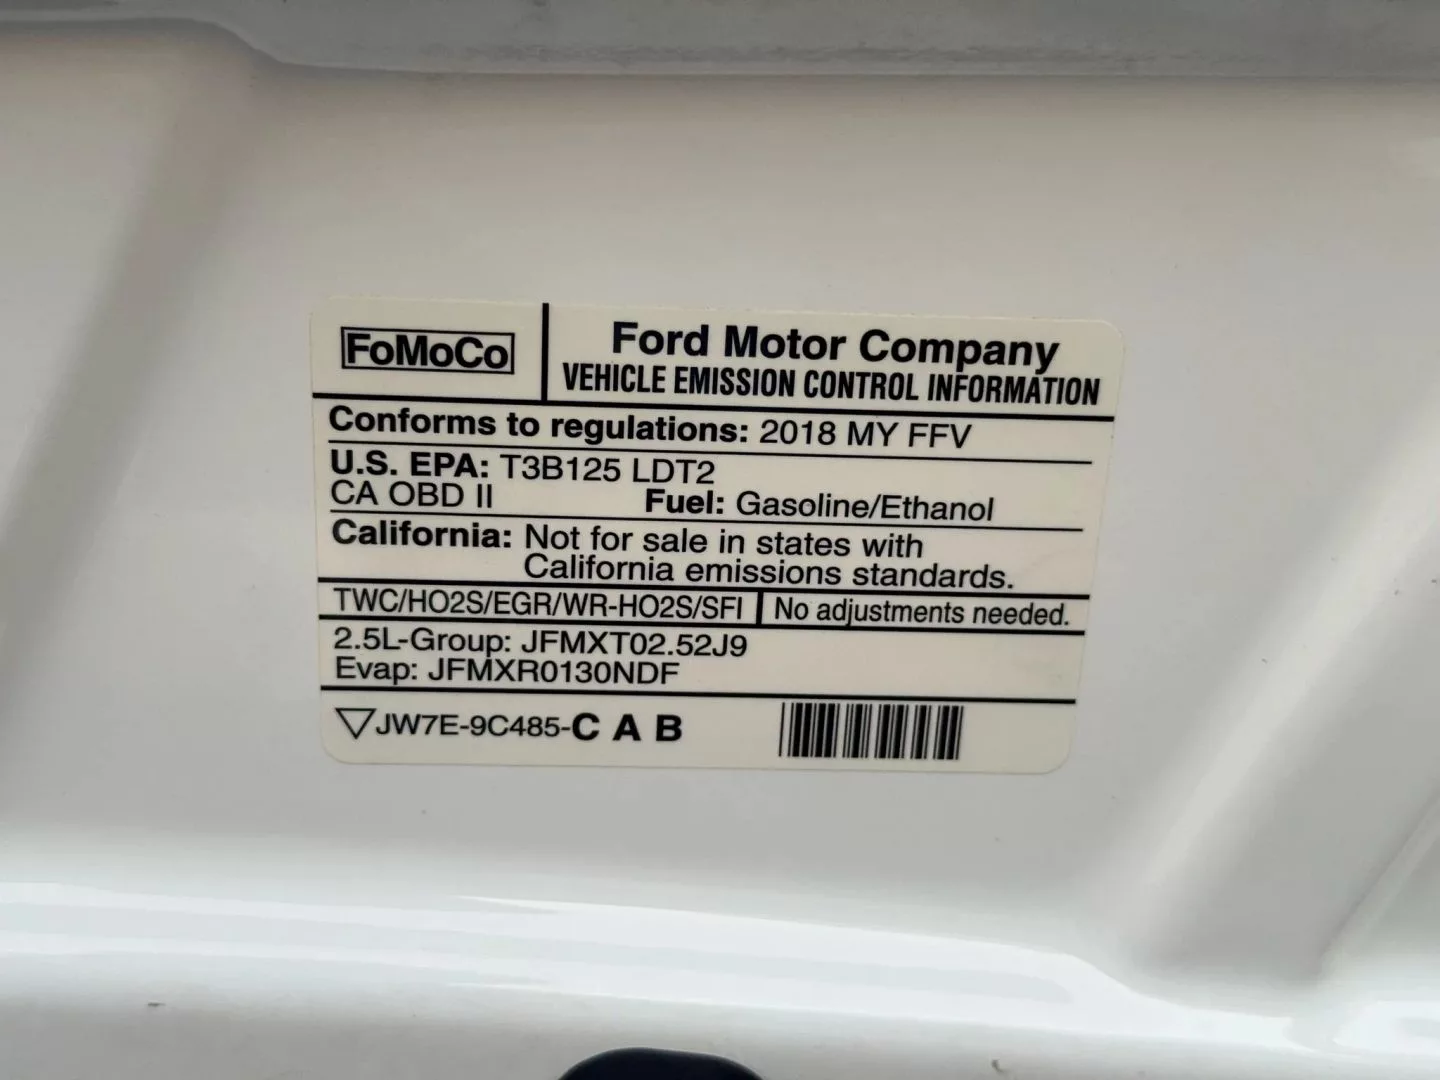 FoMoCo
Ford Motor Company
VEHICLE EMISSION CONTROL INFORMATION
Conforms to regulations: 2018 MY FFV
U.S. EPA: T3B125 LDT2
CA OBD II Fuel: Gasoline/Ethanol
California: Not for sale in states with
California emissions standards.
TWC/HO2S/EGR/WR-HO2S/SFI No adjustments needed.
2.5L-Group: JFMXT02.52J9
Evap: JFMXR0130NDF
JW7E-9C485-C A B